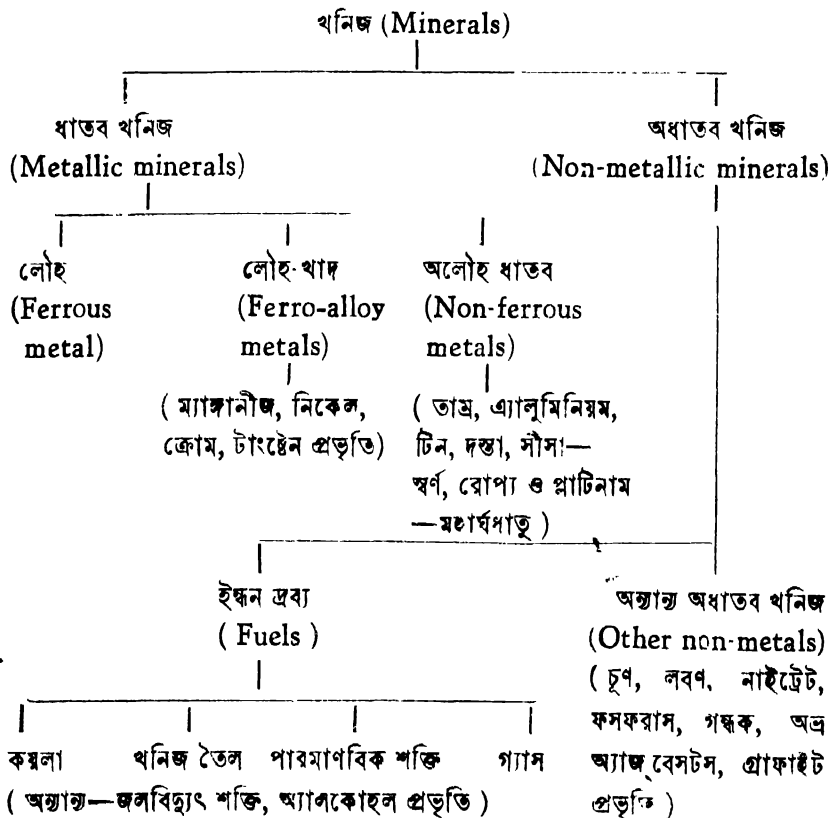 খনিজ (Minerals)
ধাতব খনিজ
(Metallic minerals)
অধাতব খনিজ
(Non-metallic minerals)
লৌহ
(Ferrous
metal)
লৌহ-খাদ
(Ferro-alloy
metals)
( ম্যাঙ্গানীজ, নিকেল,
ক্রোম, টাংষ্টেন প্রভৃতি)
অলৌহ ধাতব
(Non-ferrous
metals)
( তাম্র, এ্যালুমিনিয়ম,
টিন, দস্তা, সীসা—
স্বর্ণ, রৌপ্য ও প্লাটিনাম
—মহার্ঘধাতু )
ইন্ধন দ্রব্য
( Fuels )
কয়লা খনিজ তৈল পারমাণবিক শক্তি গ্যাস
( অন্যান্য—জলবিদ্যুৎ শক্তি, অ্যালকোহল প্রভৃতি )
অন্যান্য অধাতব খনিজ
(Other non-metals)
( চূণ, লবণ, নাইট্রেট,
ফসফরাস, গন্ধক, অভ্র
অ্যাজ্‌বেসটস, গ্রাফাইট
প্রভৃতি )